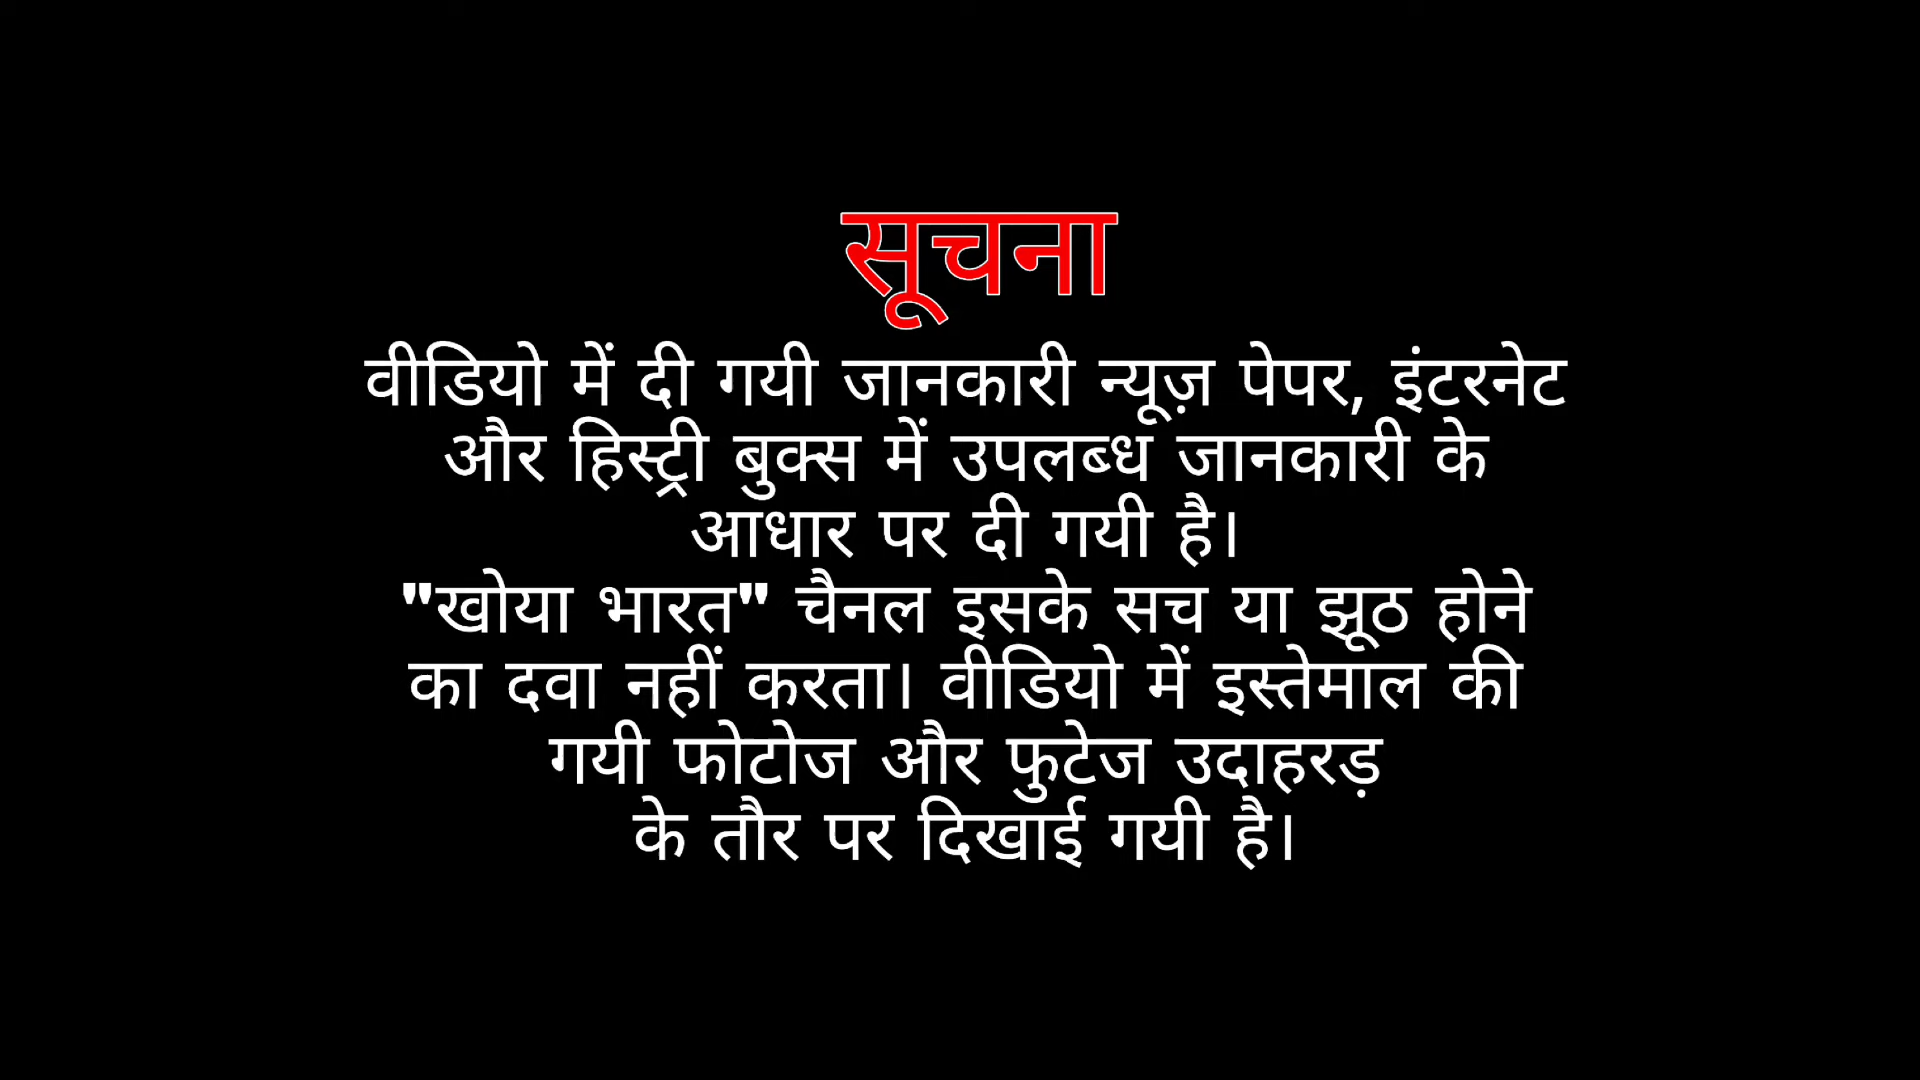 सूचना
वीडियो में दी गयी जानकारी न्यूज़ पेपर, इंटरनेट
और हिस्ट्री बुक्स में उपलब्ध जानकारी के
आधार पर दी गयी है।
"खोया भारत" चैनल इसके सच या झूठ होने
का दवा नहीं करता। वीडियो में इस्तेमाल की
गयी फोटोज और फुटेज उदाहरड़
के तौर पर दिखाई गयी है।